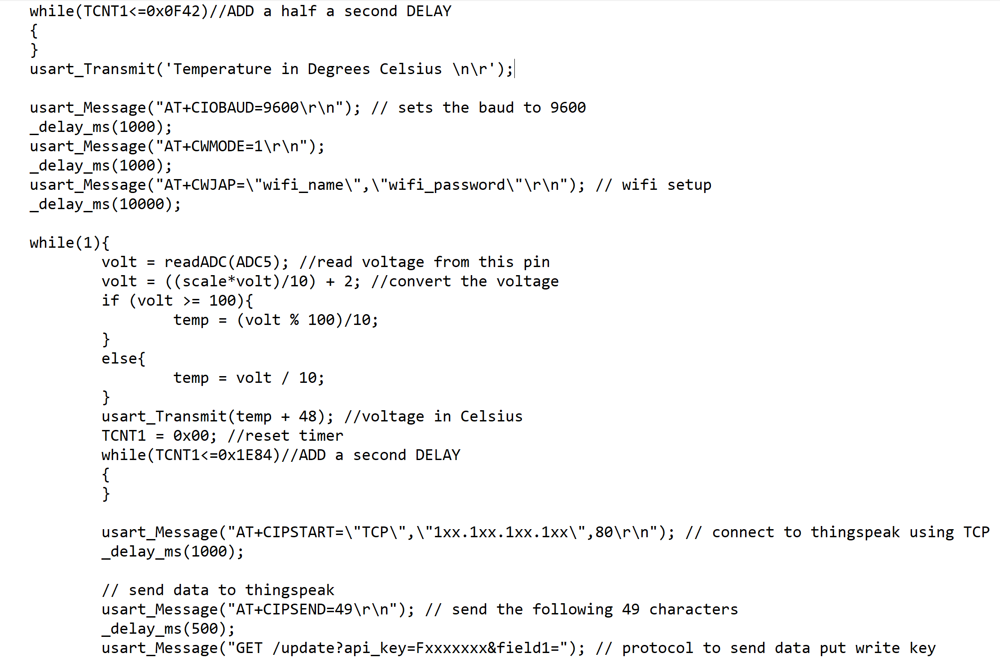 while(TCNT1<=0x0F42)//ADD a half a second DELAY
{
}
usart_Transmit('Temperature in Degrees Celsius \n\r');
usart_Message("AT+CIOBAUD=9600\r\n"); // sets the baud to 9600
_delay_ms(1000);
usart_Message("AT+CWMODE=1\r\n");
_delay_ms(1000);
usart_Message("AT+CWJAP=\"wifi_name\",\"wifi_password\"\r\n"); // wifi setup
_delay_ms(10000);
while(1){
volt = readADC(ADC5); //read voltage from this pin
volt = ((scale*volt)/10) + 2; //convert the voltage
if (volt >= 100){
temp = (volt % 100)/10;
}
else{
temp = volt / 10;
}
usart_Transmit(temp + 48); //voltage in Celsius
TCNT1 = 0x00; //reset timer
while(TCNT1<=0x1E84)//ADD a second DELAY
{
}
usart_Message("AT+CIPSTART=\"TCP\",\"1xx.1xx.1xx.1xx\",80\r\n"); // connect to thingspeak using TCP
_delay_ms(1000);
// send data to thingspeak
usart_Message("AT+CIPSEND=49\r\n"); // send the following 49 characters
_delay_ms(500);
usart_Message("GET /update?api_key=Fxxxxxxx&field1="); // protocol to send data put write key